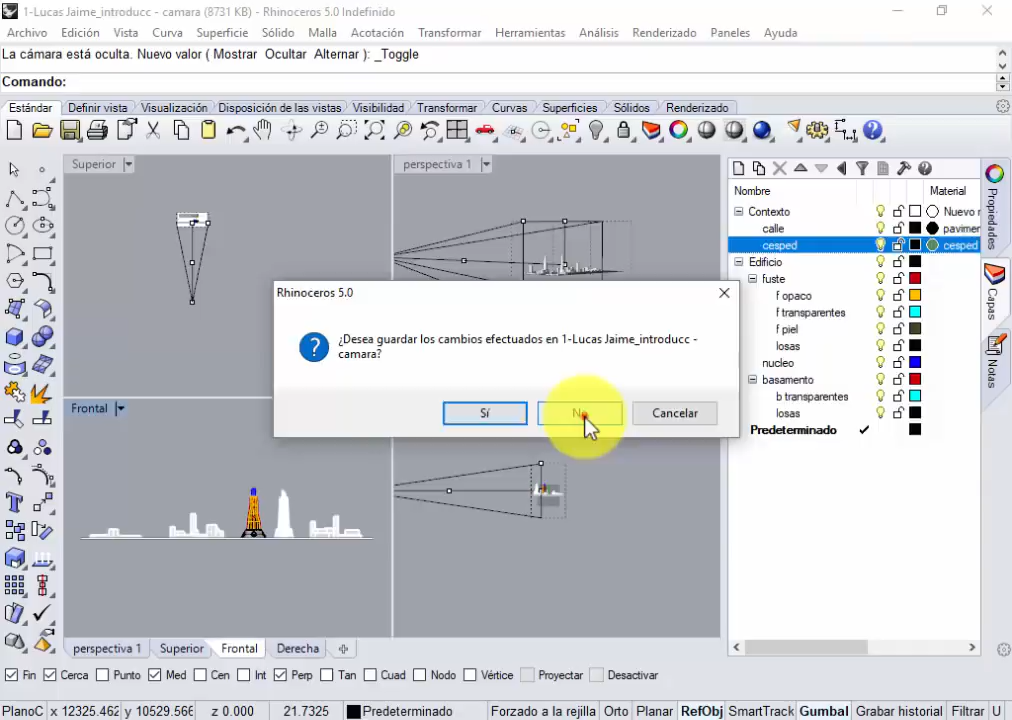 1-Lucas Jaime_introducc - camara (8731 KB) - Rhinoceros 5.0 Indefinido
Archivo Edición Vista Curva Superficie Sólido Malla Acotación Transformar Herramientas Análisis Renderizado Paneles Ayuda
La cámara está oculta. Nuevo valor ( Mostrar Ocultar Alternar ): _Toggle
Comando:
Estándar Definir vista Visualización Disposición de las vistas Visibilidad Transformar Curvas Superficies Sólidos Renderizado
Superior
perspectiva 1
Nombre Material
Contexto Nuevo r
calle pavimer
cesped cesped
Edificio
fuste
f opaco
f transparentes
f piel
losas
nucleo
basamento
b transparentes
losas
Predeterminado
Propiedades
Capas
Notas
Rhinoceros 5.0
¿Desea guardar los cambios efectuados en 1-Lucas Jaime_introducc -
camara?
Sí No Cancelar
Frontal
perspectiva 1 Superior Frontal Derecha
Fin Cerca Punto Med Cen Int Perp Tan Cuad Nodo Vértice Proyectar Desactivar
PlanoC x 12325.462 y 10529.566 z 0.000 21.7325 Predeterminado Forzado a la rejilla Orto Planar RefObj SmartTrack Gumbal Grabar historial Filtrar U